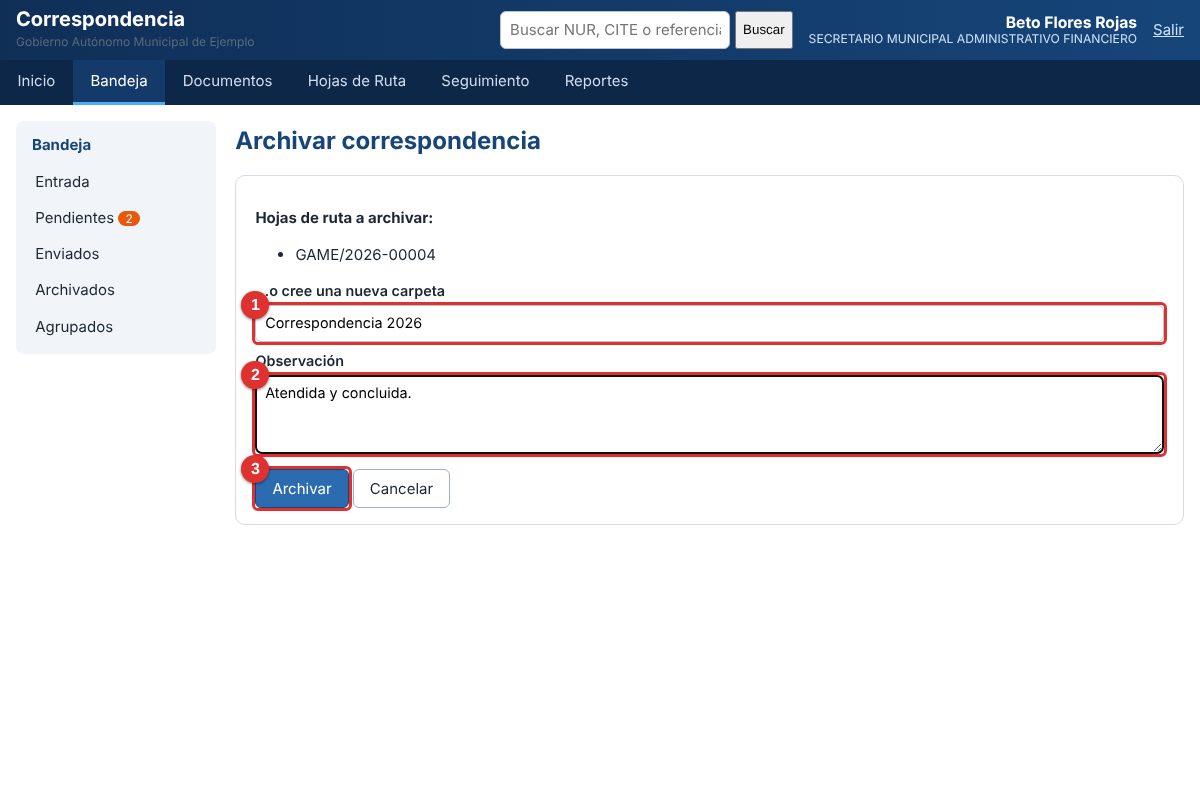 Correspondencia
Gobierno Autónomo Municipal de Ejemplo
Buscar NUR, CITE o referencia
Buscar
Beto Flores Rojas
SECRETARIO MUNICIPAL ADMINISTRATIVO FINANCIERO
Salir
Inicio
Bandeja
Documentos
Hojas de Ruta
Seguimiento
Reportes
Bandeja
Entrada
Pendientes 2
Enviados
Archivados
Agrupados
Archivar correspondencia
Hojas de ruta a archivar:
• GAME/2026-00004
..o cree una nueva carpeta
1
Correspondencia 2026
Observación
2
Atendida y concluida.
3
Archivar
Cancelar